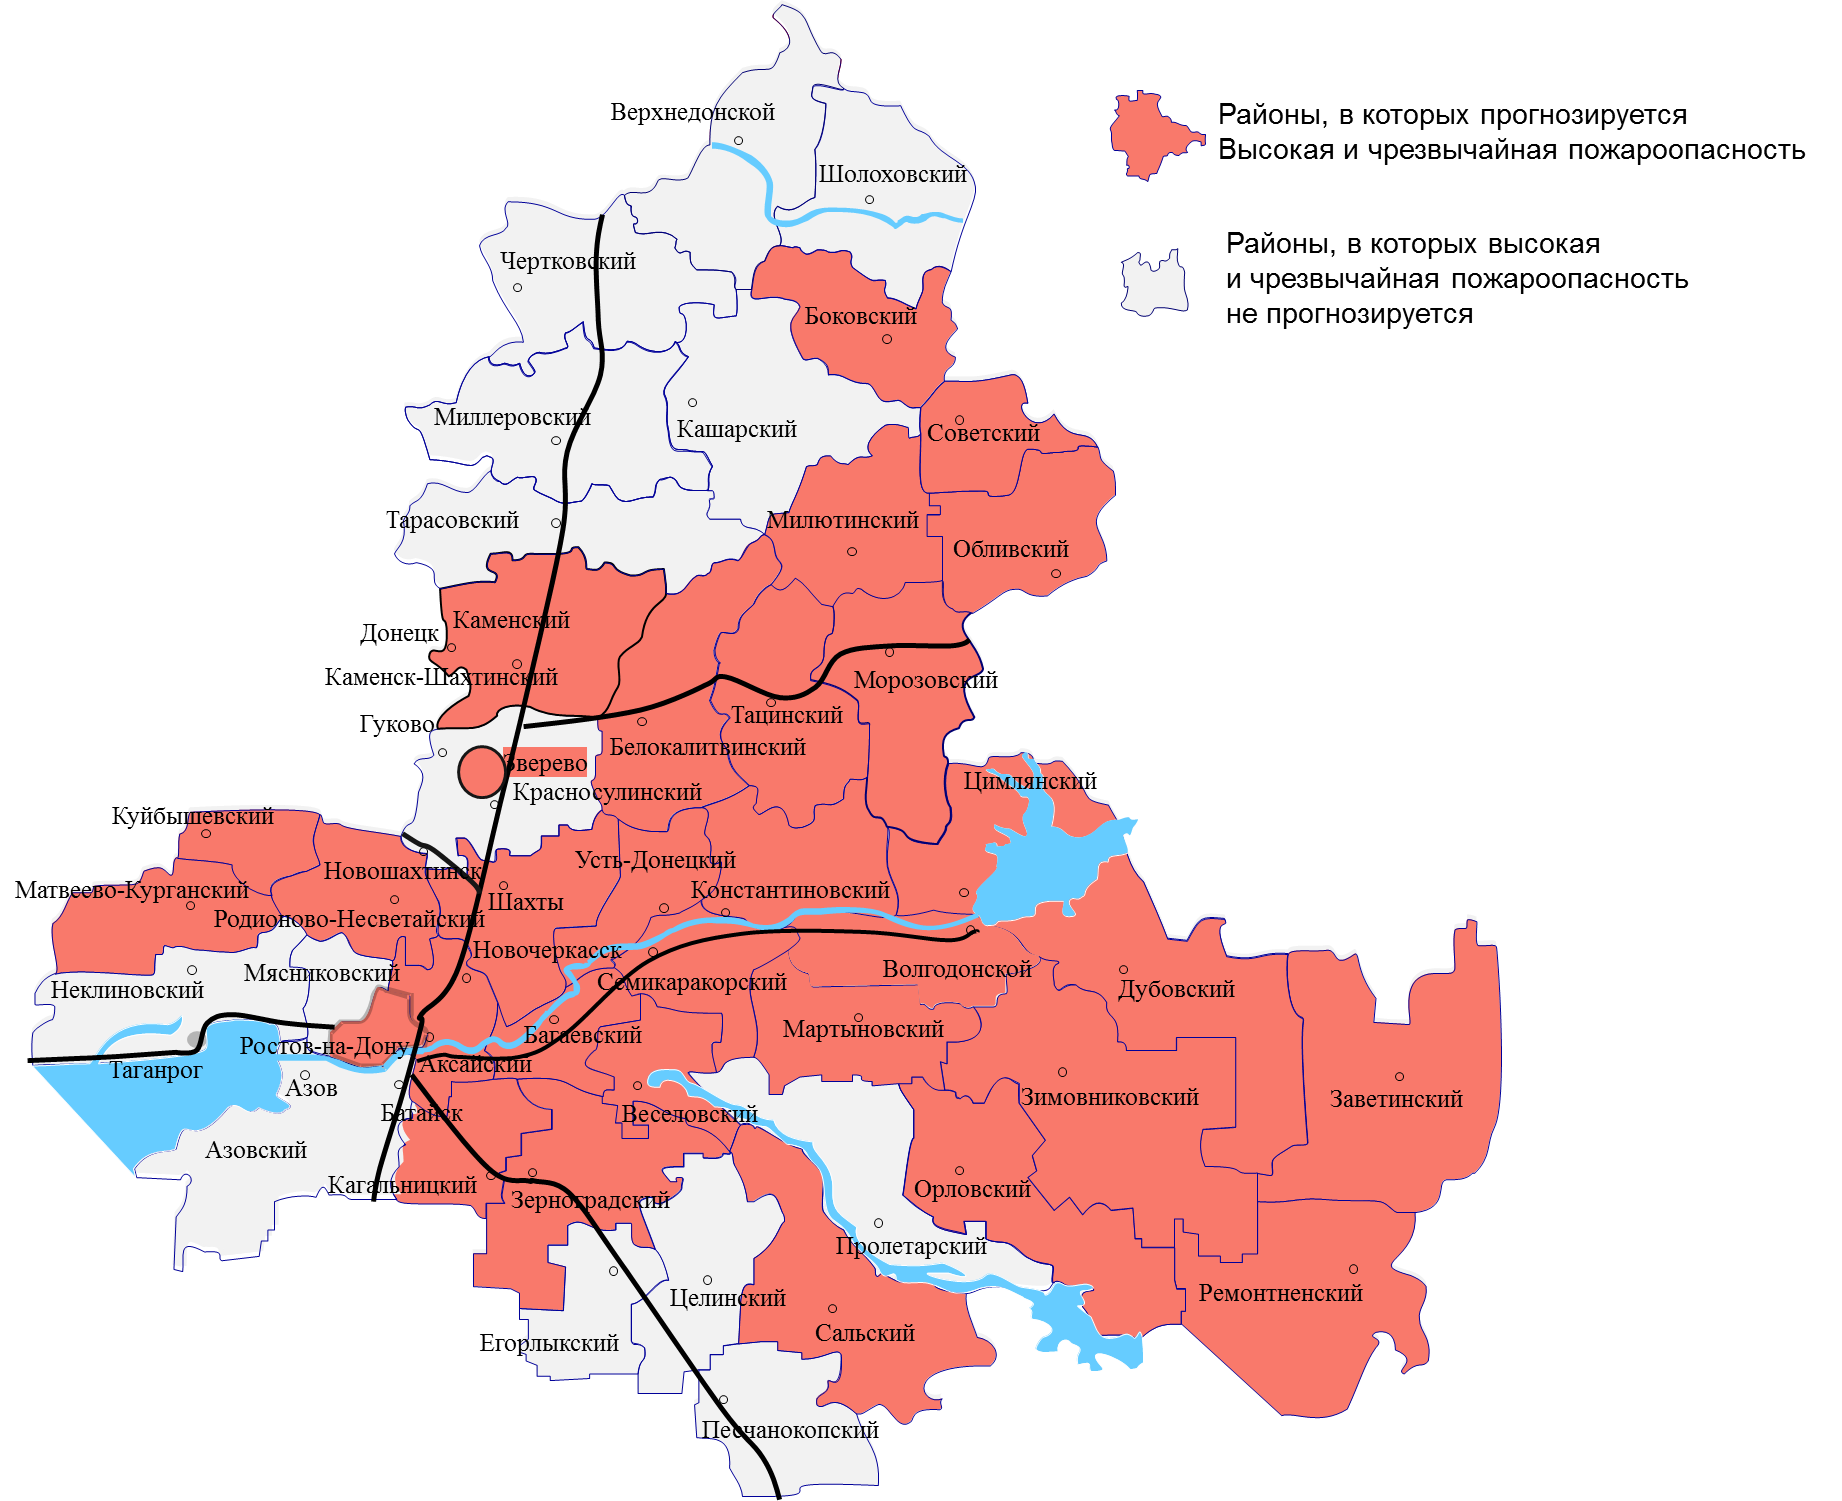 Районы, в которых прогнозируется
Высокая и чрезвычайная пожароопасность
Районы, в которых высокая
и чрезвычайная пожароопасность
не прогнозируется
Верхнедонской
Шолоховский
Чертковский
Боковский
Миллеровский
Кашарский
Советский
Тарасовский
Милютинский
Обливский
Каменский
Донецк
Каменск-Шахтинский
Морозовский
Гуково
Тацинский
Белокалитвинский
Зверево
Цимлянский
Красносулинский
Куйбышевский
Усть-Донецкий
Новошахтинск
Матвеево-Курганский
Константиновский
Шахты
Родионово-Несветайский
Новочеркасск
Мясниковский
Волгодонской
Семикаракорский
Неклиновский
Дубовский
Мартыновский
Багаевский
Ростов-на-Дону
Аксайский
Таганрог
Азов
Зимовниковский
Заветинский
Батайск
Веселовский
Азовский
Кагальницкий
Орловский
Зерноградский
Пролетарский
Ремонтненский
Целинский
Сальский
Егорлыкский
Песчанокопский